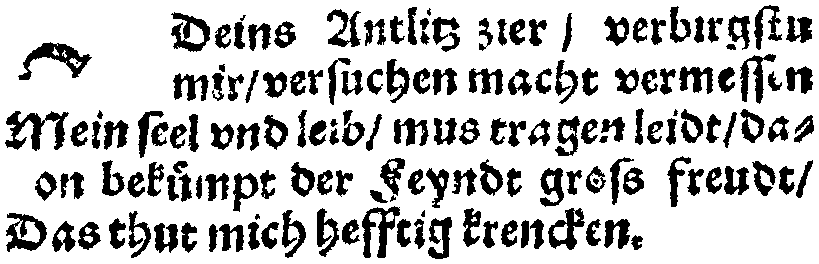 Deins Antlitz zier / verbirgstu
mir/versuchen macht vermessen
Mein seel vnd leib/ mus tragen leidt/da⸗
on bekümpt der Feyndt gross freudt/
Das thut mich hefftig krencken.